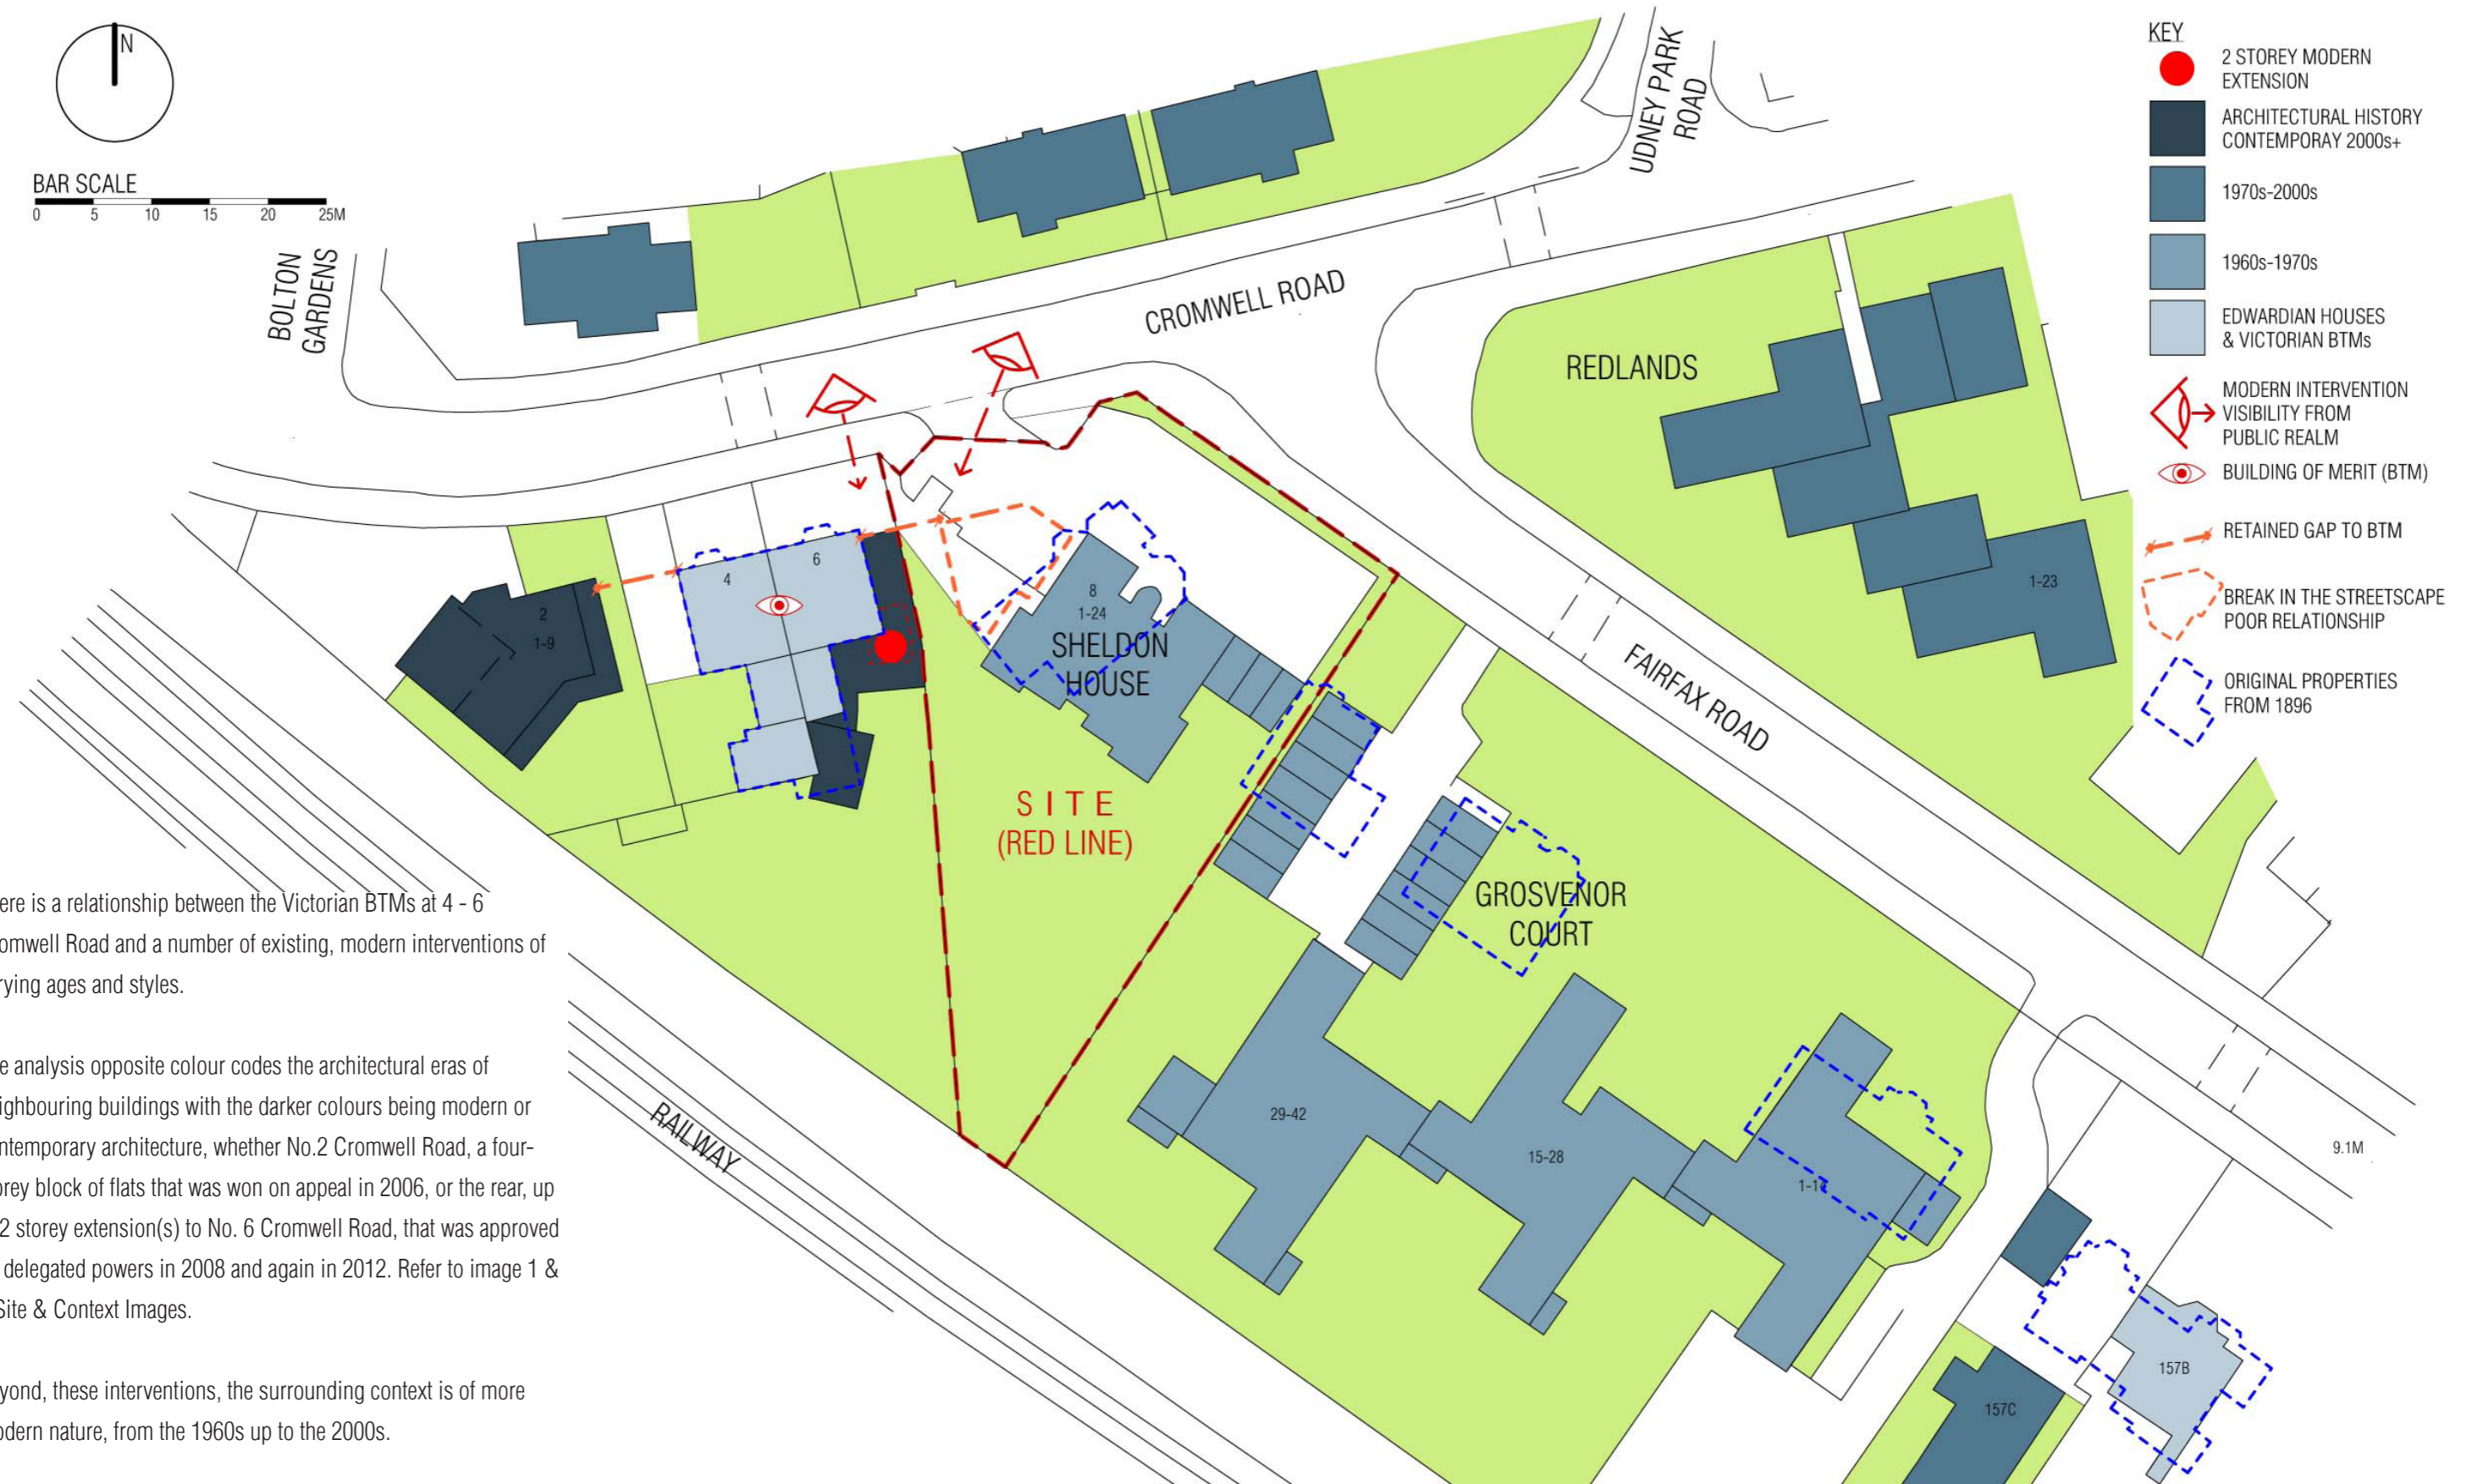 N
BAR SCALE
0 5 10 15 20 25M
BOLTON
GARDENS
CROMWELL ROAD
UDNEY PARK
ROAD
REDLANDS
1-23
FAIRFAX ROAD
2
1-9
4
6
8
1-24
SHELDON
HOUSE
SITE
(RED LINE)
GROSVENOR
COURT
29-42
15-28
RAILWAY
9.1M
157B
157C
KEY
2 STOREY MODERN
EXTENSION
ARCHITECTURAL HISTORY
CONTEMPORAY 2000s+
1970s-2000s
1960s-1970s
EDWARDIAN HOUSES
& VICTORIAN BTMs
MODERN INTERVENTION
VISIBILITY FROM
PUBLIC REALM
BUILDING OF MERIT (BTM)
RETAINED GAP TO BTM
BREAK IN THE STREETSCAPE
POOR RELATIONSHIP
ORIGINAL PROPERTIES
FROM 1896
ere is a relationship between the Victorian BTMs at 4 - 6
omwell Road and a number of existing, modern interventions of
rying ages and styles.
e analysis opposite colour codes the architectural eras of
ighbouring buildings with the darker colours being modern or
ntemporary architecture, whether No.2 Cromwell Road, a four-
orey block of flats that was won on appeal in 2006, or the rear, up
2 storey extension(s) to No. 6 Cromwell Road, that was approved
delegated powers in 2008 and again in 2012. Refer to image 1 &
Site & Context Images.
yond, these interventions, the surrounding context is of more
odern nature, from the 1960s up to the 2000s.